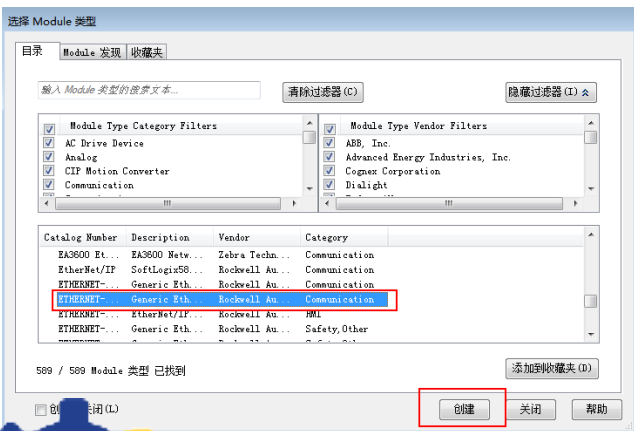 选择 Module 类型
目录 Module 发现 收藏夹
输入 Module 类型的搜索文本... 清除过滤器(C) 隐藏过滤器(I)
Module Type Category Filters Module Type Vendor Filters
AC Drive Device ABB, Inc.
Analog Advanced Energy Industries, Inc.
CIP Motion Converter Cognex Corporation
Communication Dialight
Catalog Number Description Vendor Category
EA3600 Et... EA3600 Netw... Zebra Techn... Communication
EtherNet/IP SoftLogix58... Rockwell Au... Communication
ETHERNET-... Generic Eth... Rockwell Au... Communication
ETHERNET-... Generic Eth... Rockwell Au... Communication
ETHERNET-... EtherNet/IP... Rockwell Au... HMI
ETHERNET-... Generic Eth... Rockwell Au... Safety,Other
589 / 589 Module 类型 已找到 添加到收藏夹(D)
创 关闭(L) 创建 关闭 帮助